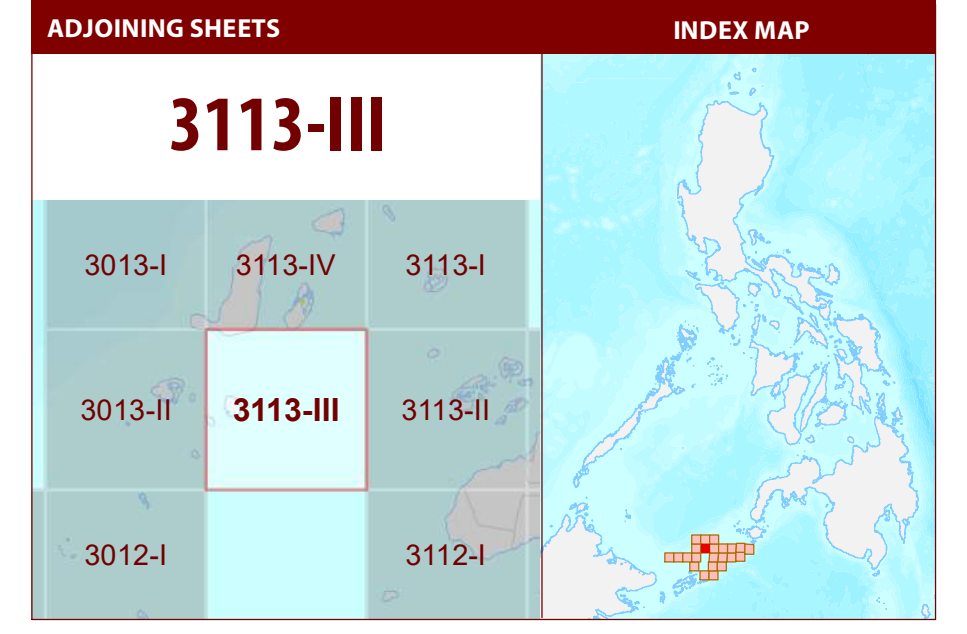 ADJOINING SHEETS
INDEX MAP
3113-III
3013-I
3113-IV
3113-I
3013-II
3113-III
3113-II
3012-I
3112-I